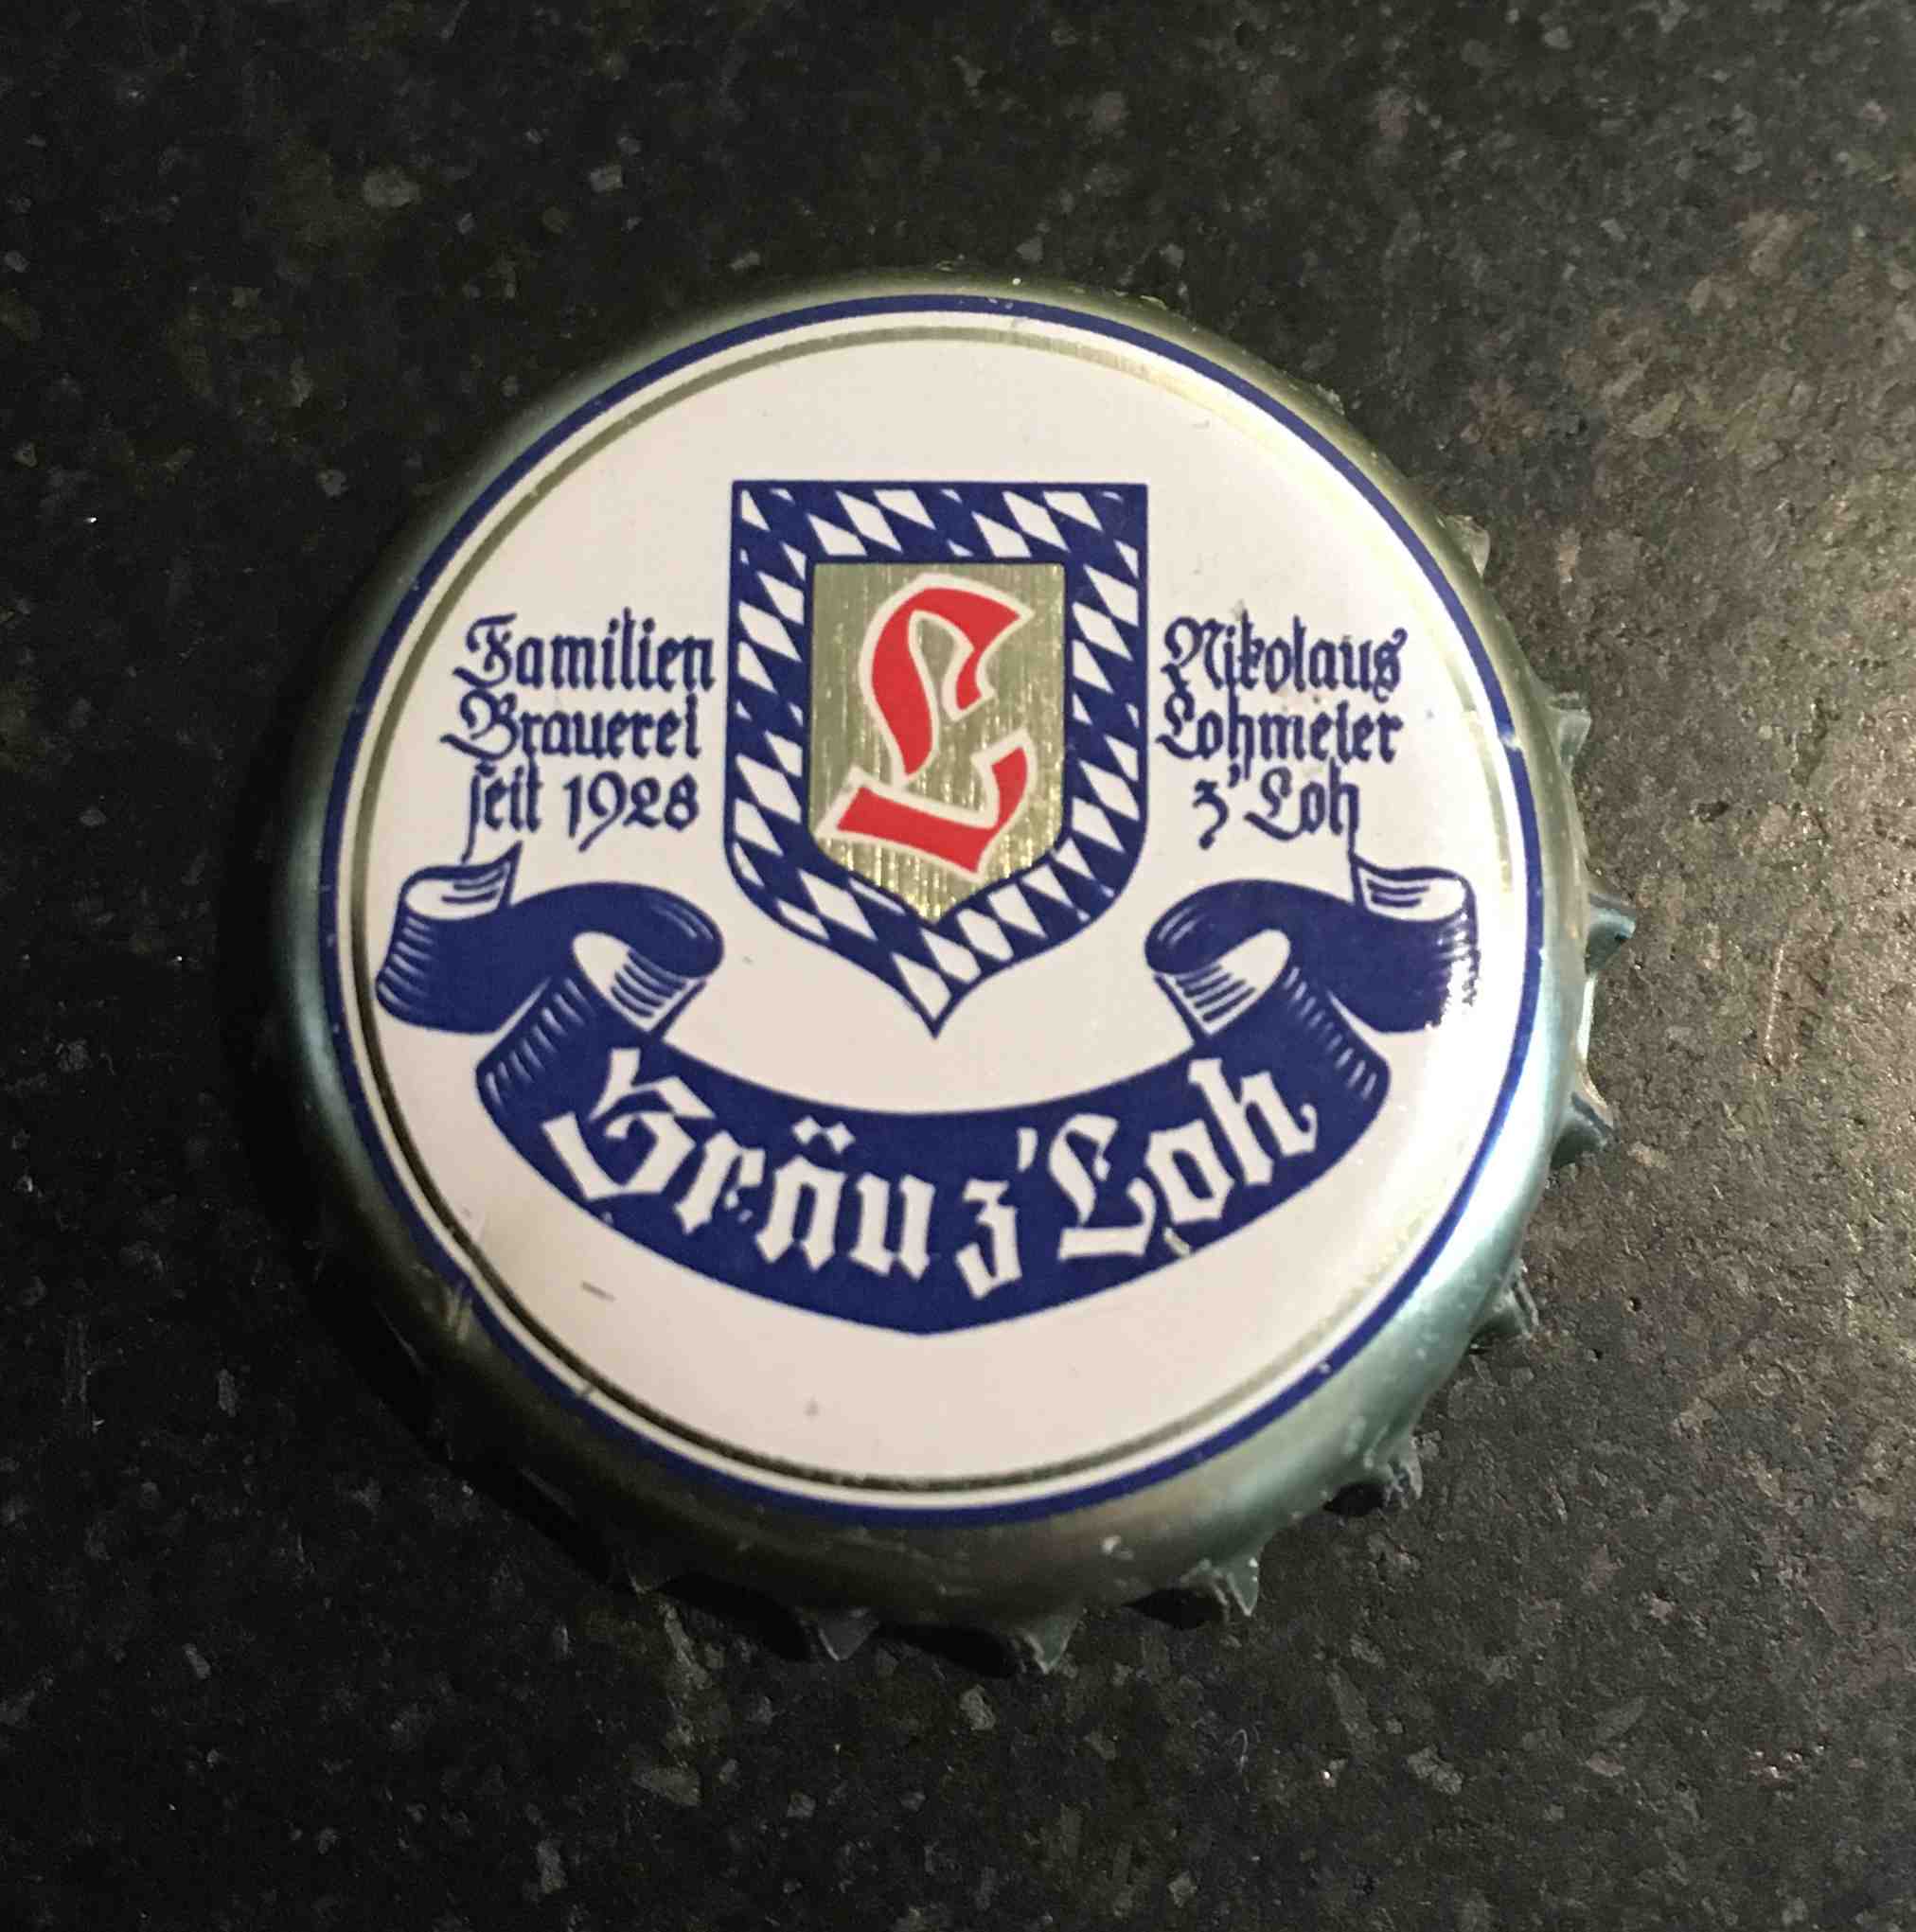 Familien
Brauerei
seit 1928
L
Nikolaus
Lohmeier
z'Loh
Bräu z'Loh